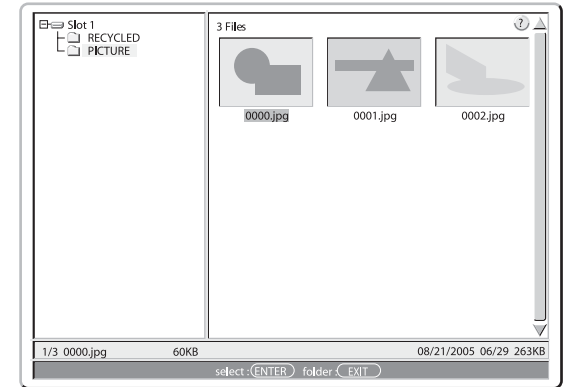 Slot 1
RECYCLED
PICTURE
3 Files
?
0000.jpg
0001.jpg
0002.jpg
1/3 0000.jpg 60KB
08/21/2005 06/29 263KB
select :ENTER folder :EXIT